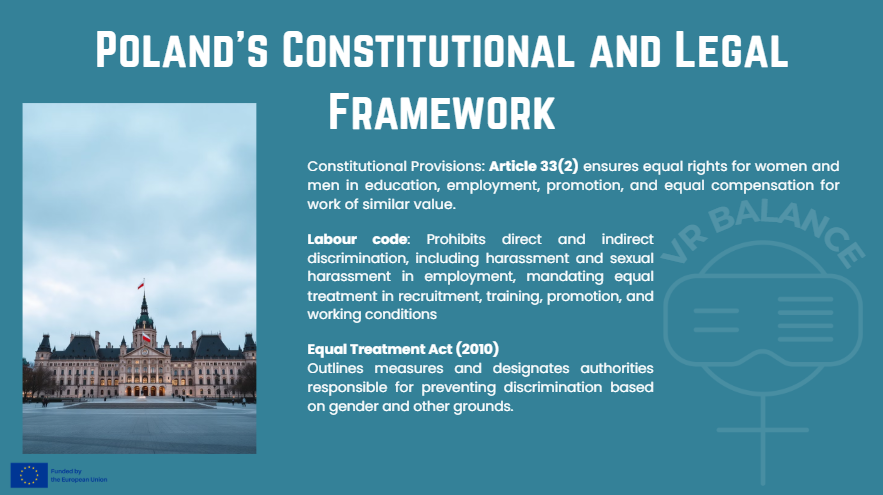 Poland's Constitutional and Legal
Framework
Constitutional Provisions: Article 33(2) ensures equal rights for women and
men in education, employment, promotion, and equal compensation for
work of similar value.
Labour code: Prohibits direct and indirect
discrimination, including harassment and sexual
harassment in employment, mandating equal
treatment in recruitment, training, promotion, and
working conditions
Equal Treatment Act (2010)
Outlines measures and designates authorities
responsible for preventing discrimination based
on gender and other grounds.
VR BALANCE
Funded by
the European Union